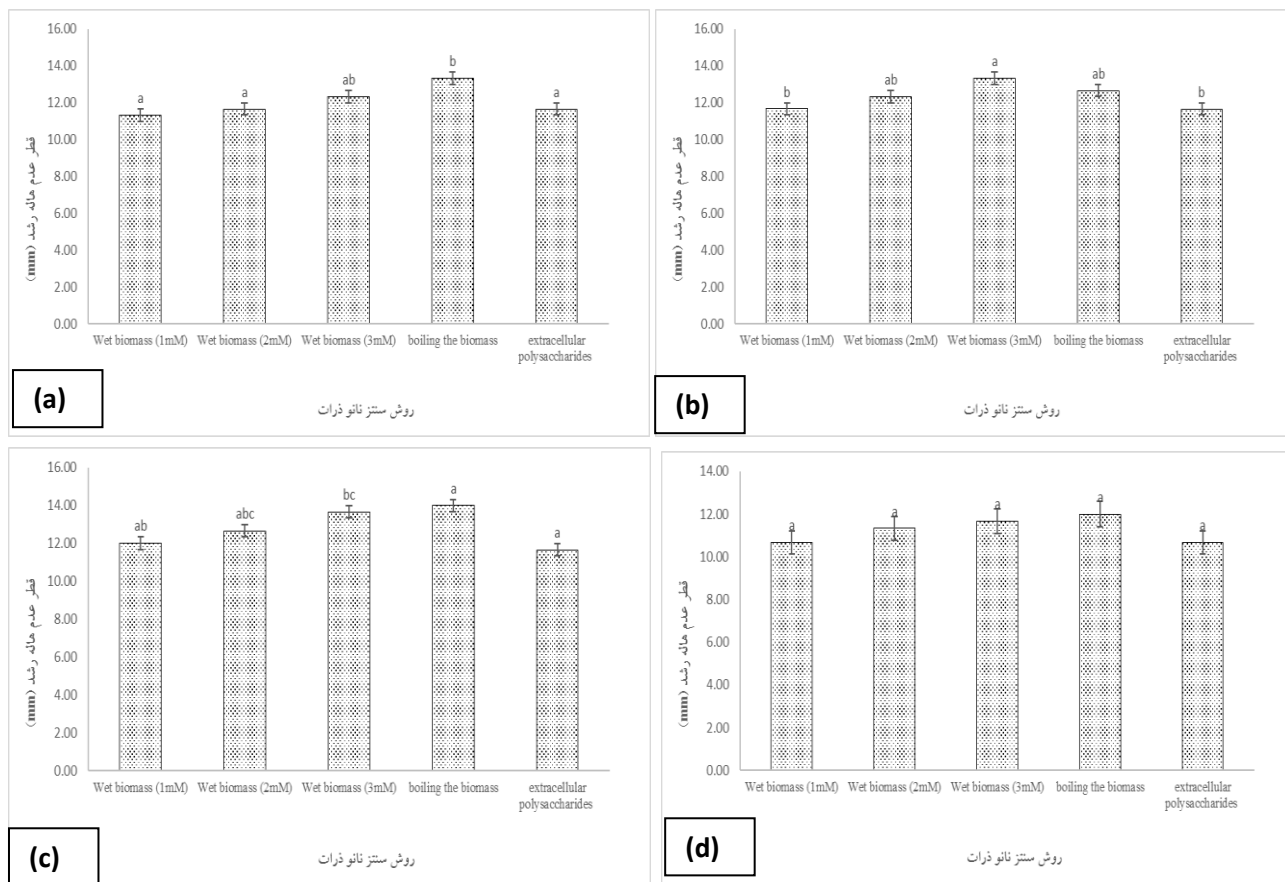 16.00
14.00
12.00
10.00
8.00
6.00
4.00
2.00
0.00
قطر عدم هاله رشد (mm)
a
a
ab
b
a
Wet biomass (1mM)
Wet biomass (2mM)
Wet biomass (3mM)
boiling the biomass
extracellular
polysaccharides
روش سنتز نانو ذرات
(a)
16.00
14.00
12.00
10.00
8.00
6.00
4.00
2.00
0.00
قطر عدم هاله رشد (mm)
b
ab
a
ab
b
Wet biomass (1mM)
Wet biomass (2mM)
Wet biomass (3mM)
boiling the biomass
extracellular
polysaccharides
روش سنتز نانو ذرات
(b)
16.00
14.00
12.00
10.00
8.00
6.00
4.00
2.00
0.00
قطر عدم هاله رشد (mm)
ab
abc
bc
a
a
Wet biomass (1mM)
Wet biomass (2mM)
Wet biomass (3mM)
boiling the biomass
extracellular
polysaccharides
روش سنتز نانو ذرات
(c)
14.00
12.00
10.00
8.00
6.00
4.00
2.00
0.00
قطر عدم هاله رشد (mm)
a
a
a
a
a
Wet biomass (1mM)
Wet biomass (2mM)
Wet biomass (3mM)
boiling the biomass
extracellular
polysaccharides
روش سنتز نانو ذرات
(d)